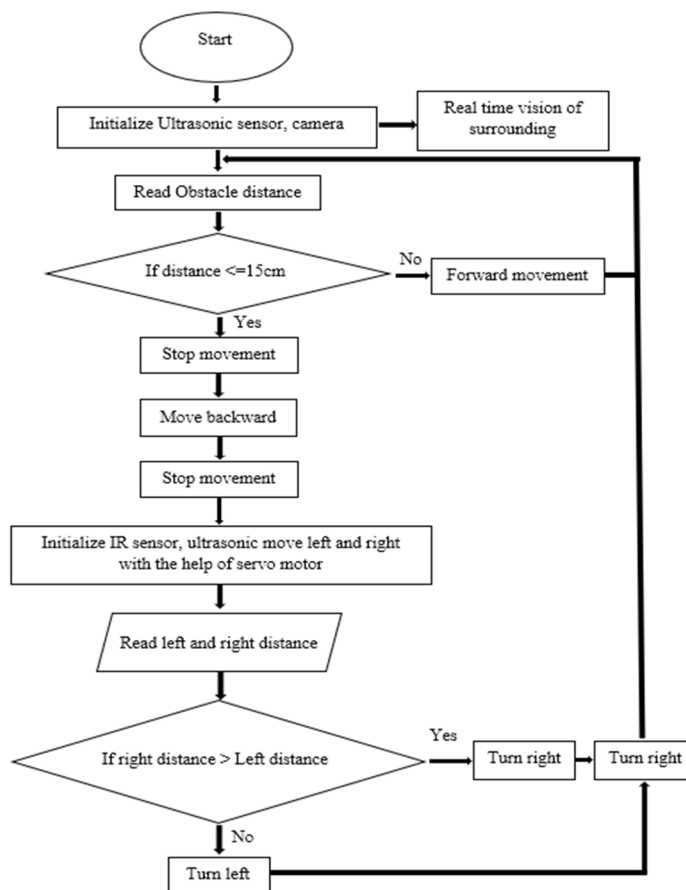 Start
Initialize Ultrasonic sensor, camera
Real time vision of
surrounding
Read Obstacle distance
If distance <=15cm
No
Forward movement
Yes
Stop movement
Move backward
Stop movement
Initialize IR sensor, ultrasonic move left and right
with the help of servo motor
Read left and right distance
If right distance > Left distance
Yes
Turn right
Turn right
No
Turn left